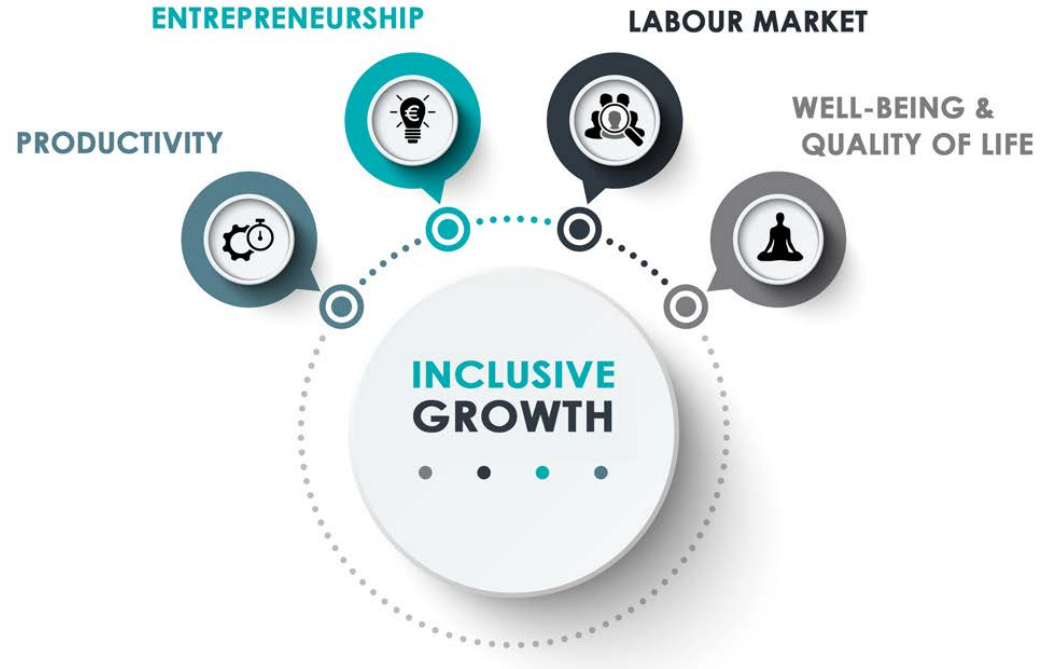 ENTREPRENEURSHIP
LABOUR MARKET
WELL-BEING &
QUALITY OF LIFE
PRODUCTIVITY
€
INCLUSIVE
GROWTH